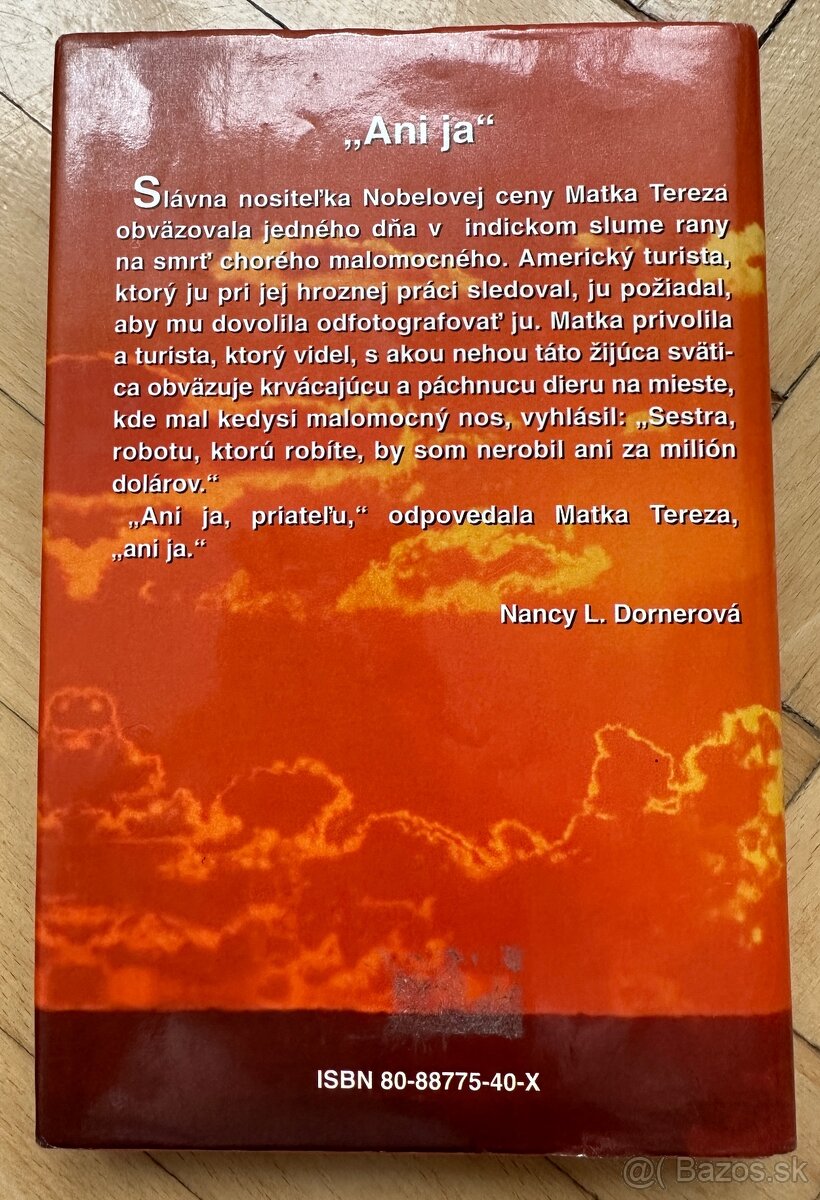 „Ani ja“
Slávna nositeľka Nobelovej ceny Matka Tereza
obväzovala jedného dňa v indickom slume rany
na smrť chorého malomocného. Americký turista,
ktorý ju pri jej hroznej práci sledoval, ju požiadal,
aby mu dovolila odfotografovať ju. Matka privolila
a turista, ktorý videl, s akou nehou táto žijúca sväti-
ca obväzuje krvácajúcu a páchnucu dieru na mieste,
kde mal kedysi malomocný nos, vyhlásil: „Sestra,
robotu, ktorú robíte, by som nerobil ani za milión
dolárov.“
„Ani ja, priateľu,“ odpovedala Matka Tereza,
„ani ja.“
Nancy L. Dornerová
ISBN 80-88775-40-X
@( Bazos.sk